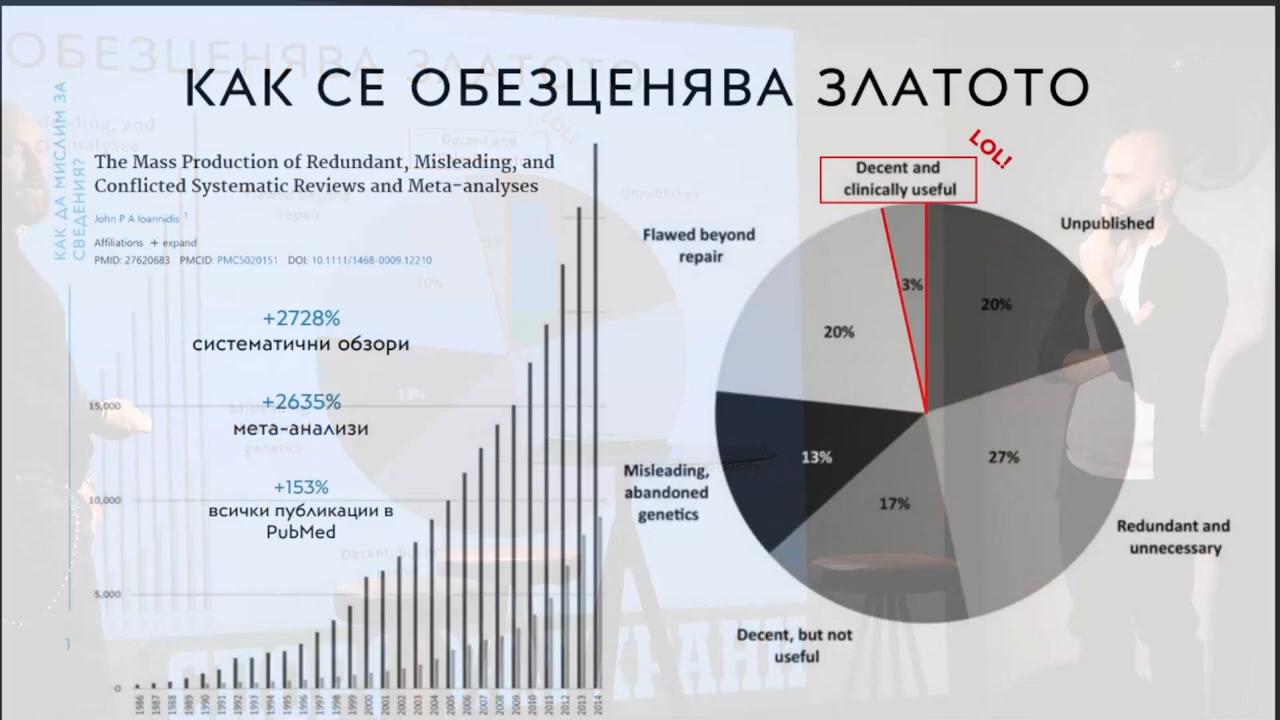 КАК СЕ ОБЕЗЦЕНЯВА ЗЛАТОТО
КАК ДА МИСЛИМ ЗА
СВЕДЕНИЯ?
1
The Mass Production of Redundant, Misleading, and
Conflicted Systematic Reviews and Meta-analyses
John P A Ioannidis 1
Affiliations + expand
PMID: 27620683 PMCID: PMC5020151 DOI: 10.1111/1468-0009.12210
+2728%
систематични обзори
+2635%
мета-анализи
+153%
всички публикации в
PubMed
15,000
10,000
5,000
0
1986 1987 1988 1989 1990 1991 1992 1993 1994 1995 1996 1997 1998 1999 2000 2001 2002 2003 2004 2005 2006 2007 2008 2009 2010 2011 2012 2013 2014
LOL!
Decent and
clinically useful
Unpublished
Flawed beyond
repair
3%
20%
20%
Misleading,
abandoned
genetics
13%
27%
17%
Redundant and
unnecessary
Decent, but not
useful